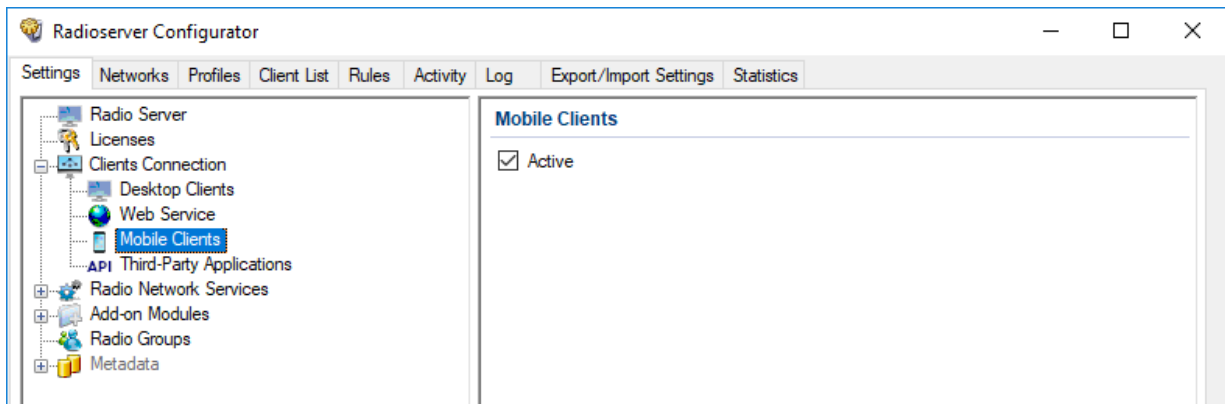 Radioserver Configurator
Settings Networks Profiles Client List Rules Activity Log Export/Import Settings Statistics
Radio Server
Licenses
Clients Connection
Desktop Clients
Web Service
Mobile Clients
API Third-Party Applications
Radio Network Services
Add-on Modules
Radio Groups
Metadata
Mobile Clients
Active